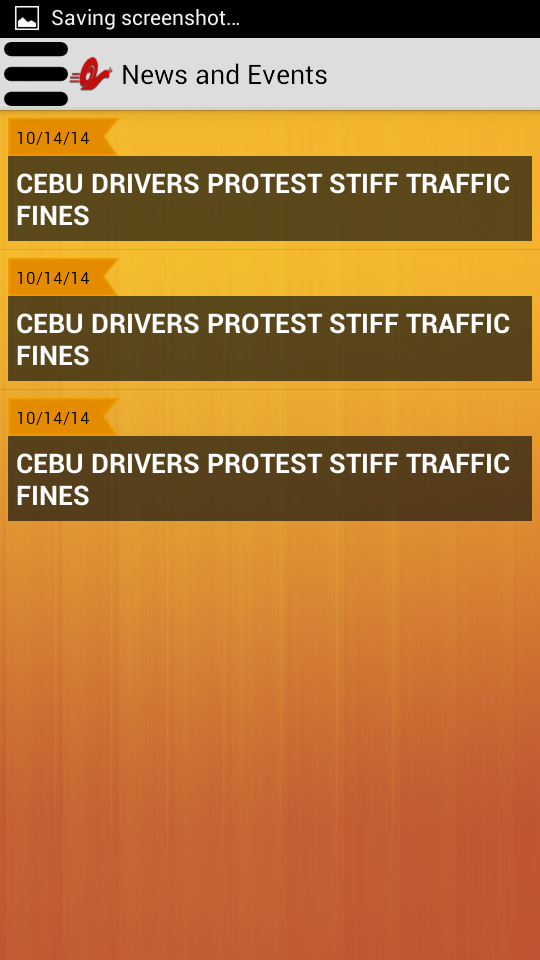 Saving screenshot...
News and Events
10/14/14
CEBU DRIVERS PROTEST STIFF TRAFFIC
FINES
10/14/14
CEBU DRIVERS PROTEST STIFF TRAFFIC
FINES
10/14/14
CEBU DRIVERS PROTEST STIFF TRAFFIC
FINES